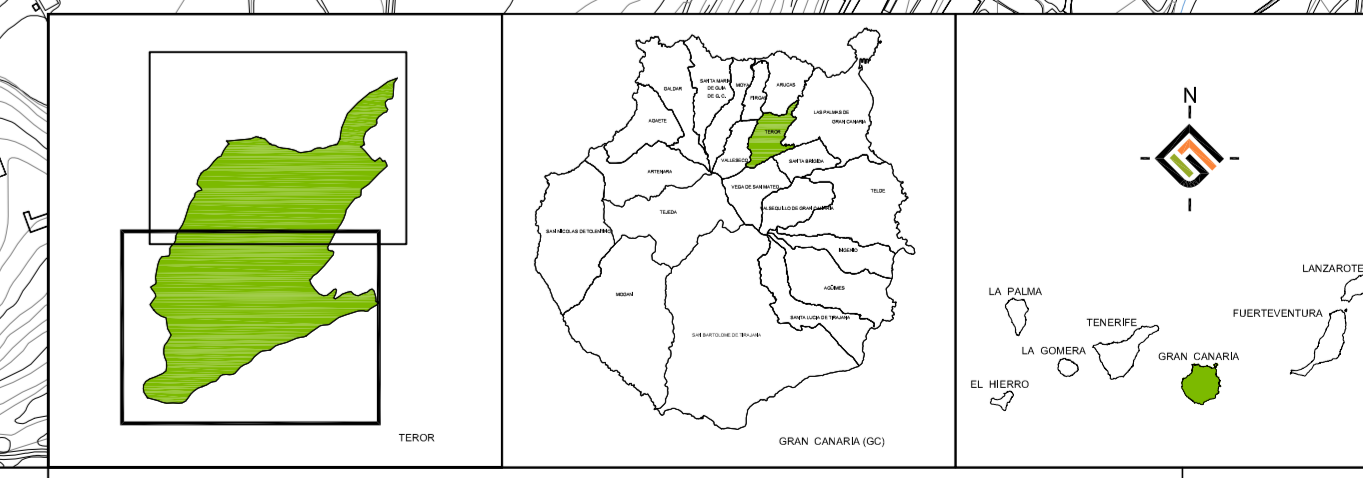 TEROR
GALDAR
SANTA MARIA
DE GUIA
DE G.C.
MOYA
FIRGAS
ARUCAS
LAS PALMAS DE
GRAN CANARIA
AGAETE
TEROR
VALLESECO
SANTA BRIGIDA
ARTENARA
VEGA DE SAN MATEO
TELDE
VALSEQUILLO DE GRAN CANARIA
TEJEDA
SAN NICOLAS DE TOLENTINO
INGENIO
MOGAN
AGÜIMES
SANTA LUCIA DE TIRAJANA
SAN BARTOLOME DE TIRAJANA
GRAN CANARIA (GC)
N
LANZAROTE
LA PALMA
FUERTEVENTURA
TENERIFE
LA GOMERA
GRAN CANARIA
EL HIERRO